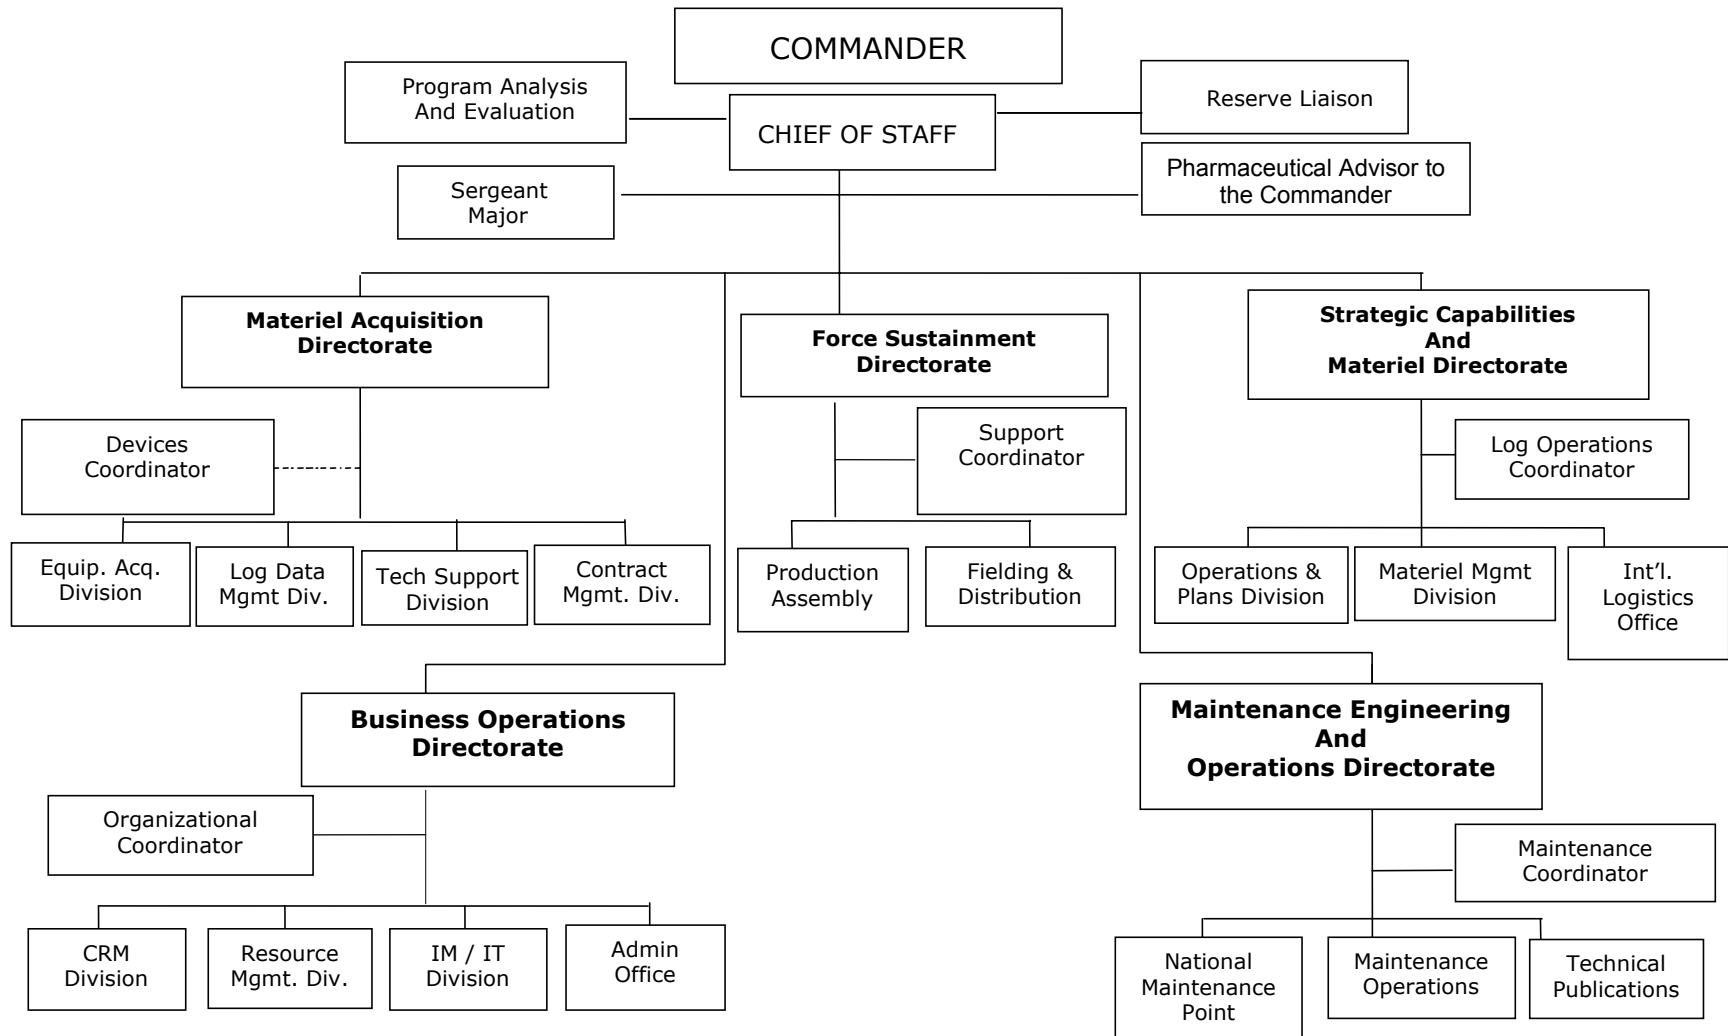 COMMANDER
Program Analysis
And Evaluation
CHIEF OF STAFF
Reserve Liaison
Sergeant
Major
Pharmaceutical Advisor to
the Commander
Materiel Acquisition
Directorate
Force Sustainment
Directorate
Strategic Capabilities
And
Materiel Directorate
Devices
Coordinator
Support
Coordinator
Log Operations
Coordinator
Equip. Acq.
Division
Log Data
Mgmt Div.
Tech Support
Division
Contract
Mgmt. Div.
Production
Assembly
Fielding &
Distribution
Operations &
Plans Division
Materiel Mgmt
Division
Int’l.
Logistics
Office
Business Operations
Directorate
Maintenance Engineering
And
Operations Directorate
Organizational
Coordinator
Maintenance
Coordinator
CRM
Division
Resource
Mgmt. Div.
IM / IT
Division
Admin
Office
National
Maintenance
Point
Maintenance
Operations
Technical
Publications